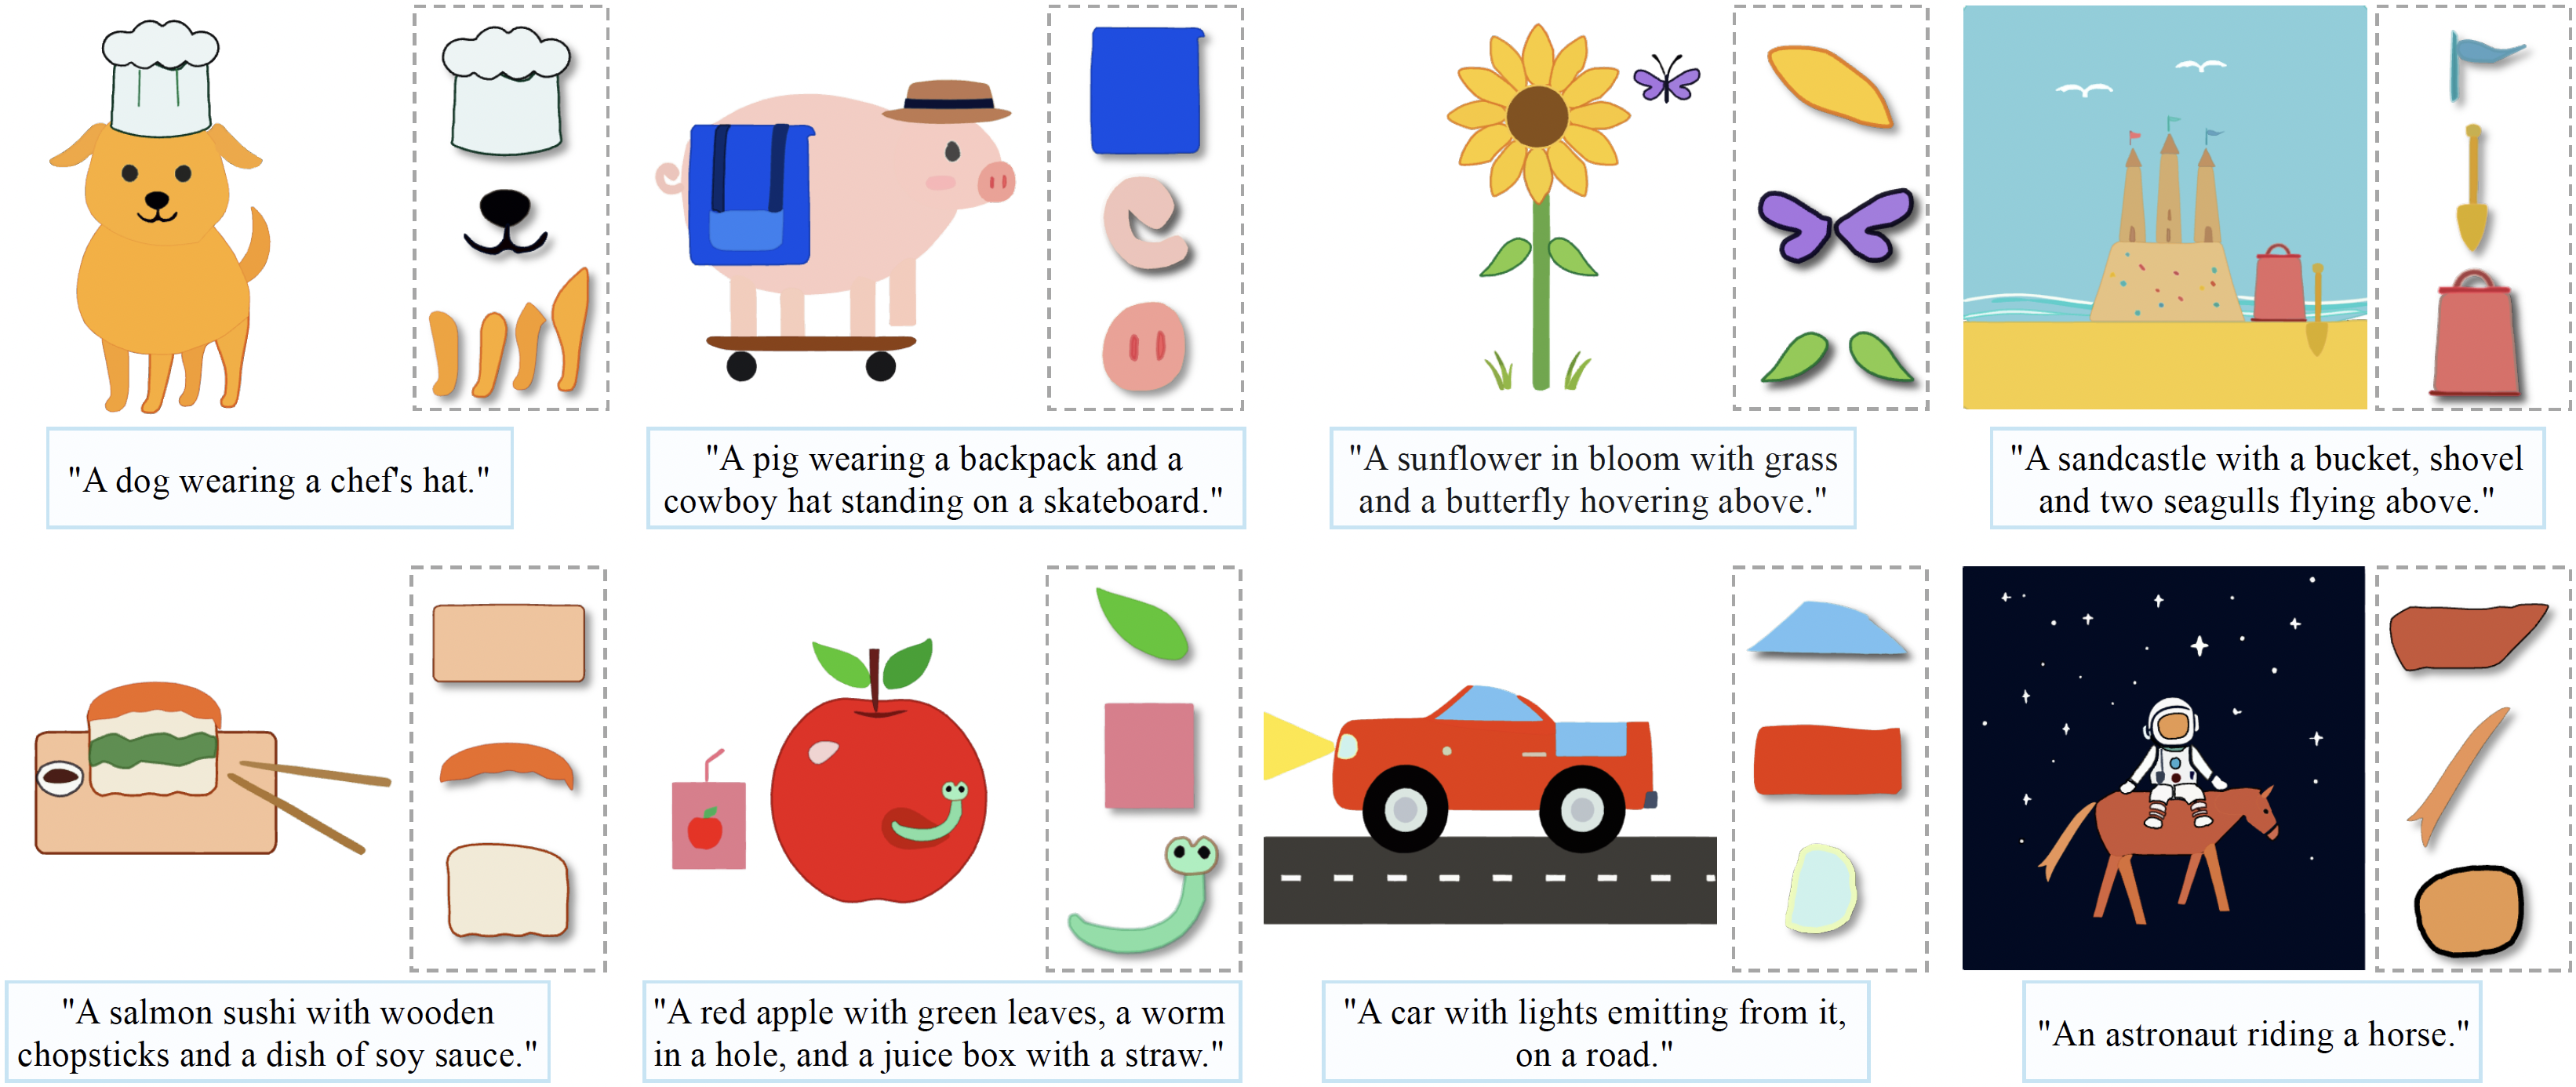 "A dog wearing a chef's hat."
"A pig wearing a backpack and a
cowboy hat standing on a skateboard."
"A sunflower in bloom with grass
and a butterfly hovering above."
"A sandcastle with a bucket, shovel
and two seagulls flying above."
"A salmon sushi with wooden
chopsticks and a dish of soy sauce."
"A red apple with green leaves, a worm
in a hole, and a juice box with a straw."
"A car with lights emitting from it,
on a road."
"An astronaut riding a horse."